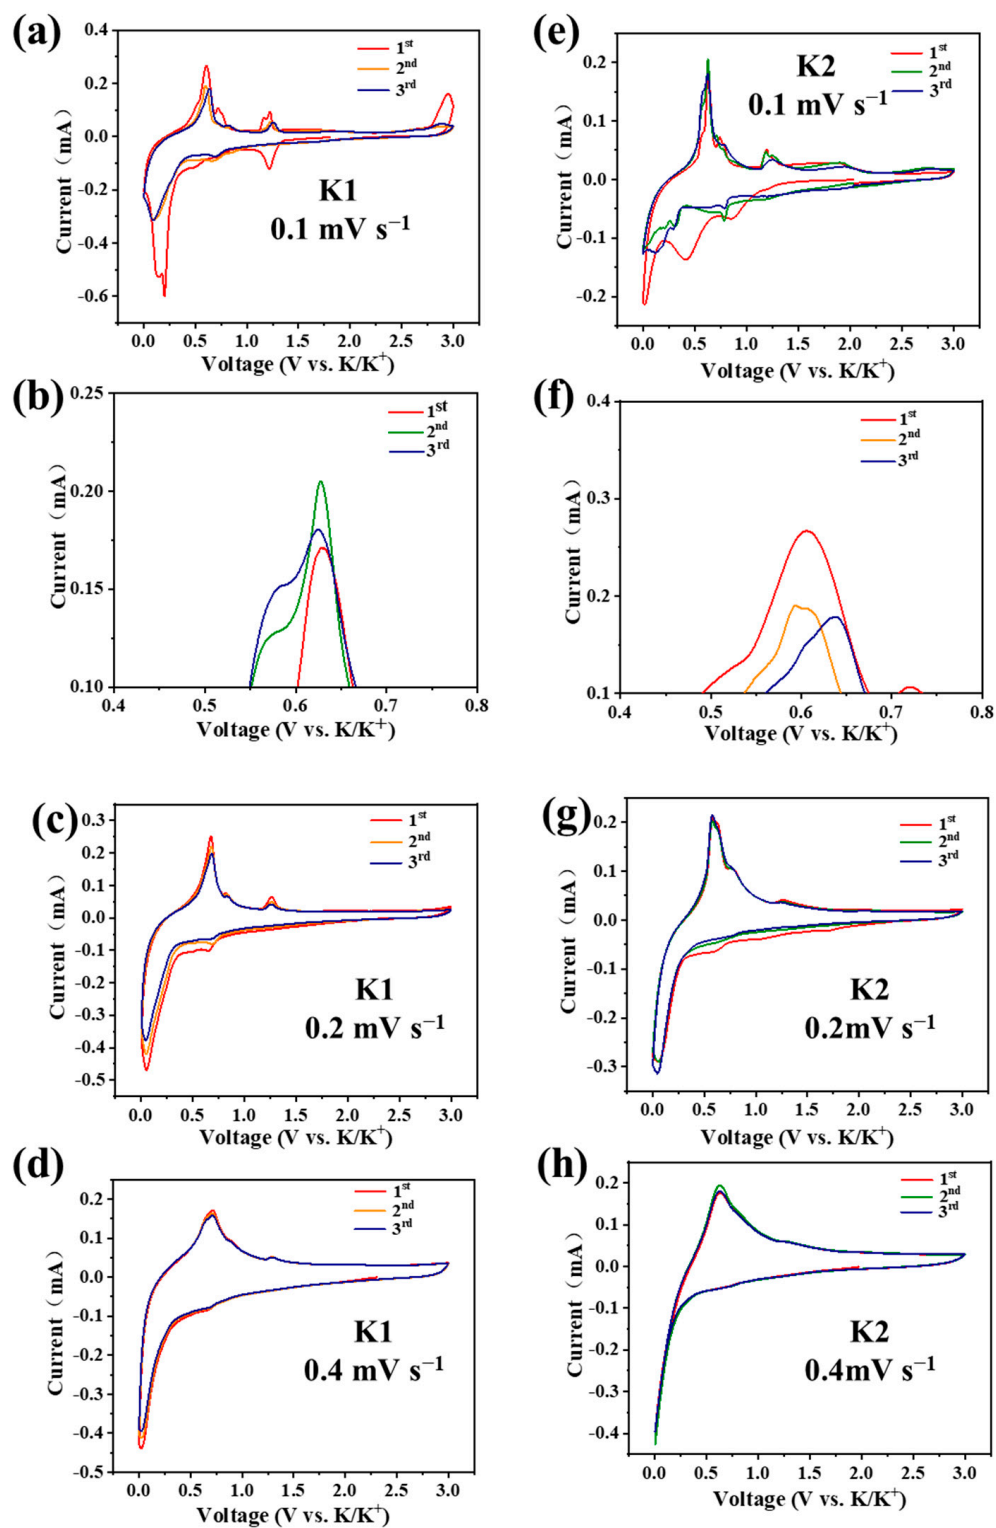 (a)
0.4
0.2
0.0
-0.2
-0.4
-0.6
Current（mA）
1st
2nd
3rd
K1
0.1 mV s−1
0.0 0.5 1.0 1.5 2.0 2.5 3.0
Voltage (V vs. K/K+)
(e)
0.2
0.1
0.0
-0.1
-0.2
Current（mA）
K2
0.1 mV s−1
1st
2nd
3rd
0.0 0.5 1.0 1.5 2.0 2.5 3.0
Voltage (V vs. K/K+)
(b)
0.25
0.20
0.15
0.10
Current（mA）
1st
2nd
3rd
0.4 0.5 0.6 0.7 0.8
Voltage (V vs. K/K+)
(f)
0.4
0.3
0.2
0.1
Current（mA）
1st
2nd
3rd
0.4 0.5 0.6 0.7 0.8
Voltage (V vs. K/K+)
(c)
0.3
0.2
0.1
0.0
-0.1
-0.2
-0.3
-0.4
-0.5
Current（mA）
1st
2nd
3rd
K1
0.2 mV s−1
0.0 0.5 1.0 1.5 2.0 2.5 3.0
Voltage (V vs. K/K+)
(g)
0.2
0.1
0.0
-0.1
-0.2
-0.3
Current（mA）
1st
2nd
3rd
K2
0.2mV s−1
0.0 0.5 1.0 1.5 2.0 2.5 3.0
Voltage (V vs. K/K+)
(d)
0.2
0.1
0.0
-0.1
-0.2
-0.3
-0.4
-0.5
Current（mA）
1st
2nd
3rd
K1
0.4 mV s−1
0.0 0.5 1.0 1.5 2.0 2.5 3.0
Voltage (V vs. K/K+)
(h)
0.2
0.1
0.0
-0.1
-0.2
-0.3
-0.4
Current（mA）
1st
2nd
3rd
K2
0.4mV s−1
0.0 0.5 1.0 1.5 2.0 2.5 3.0
Voltage (V vs. K/K+)